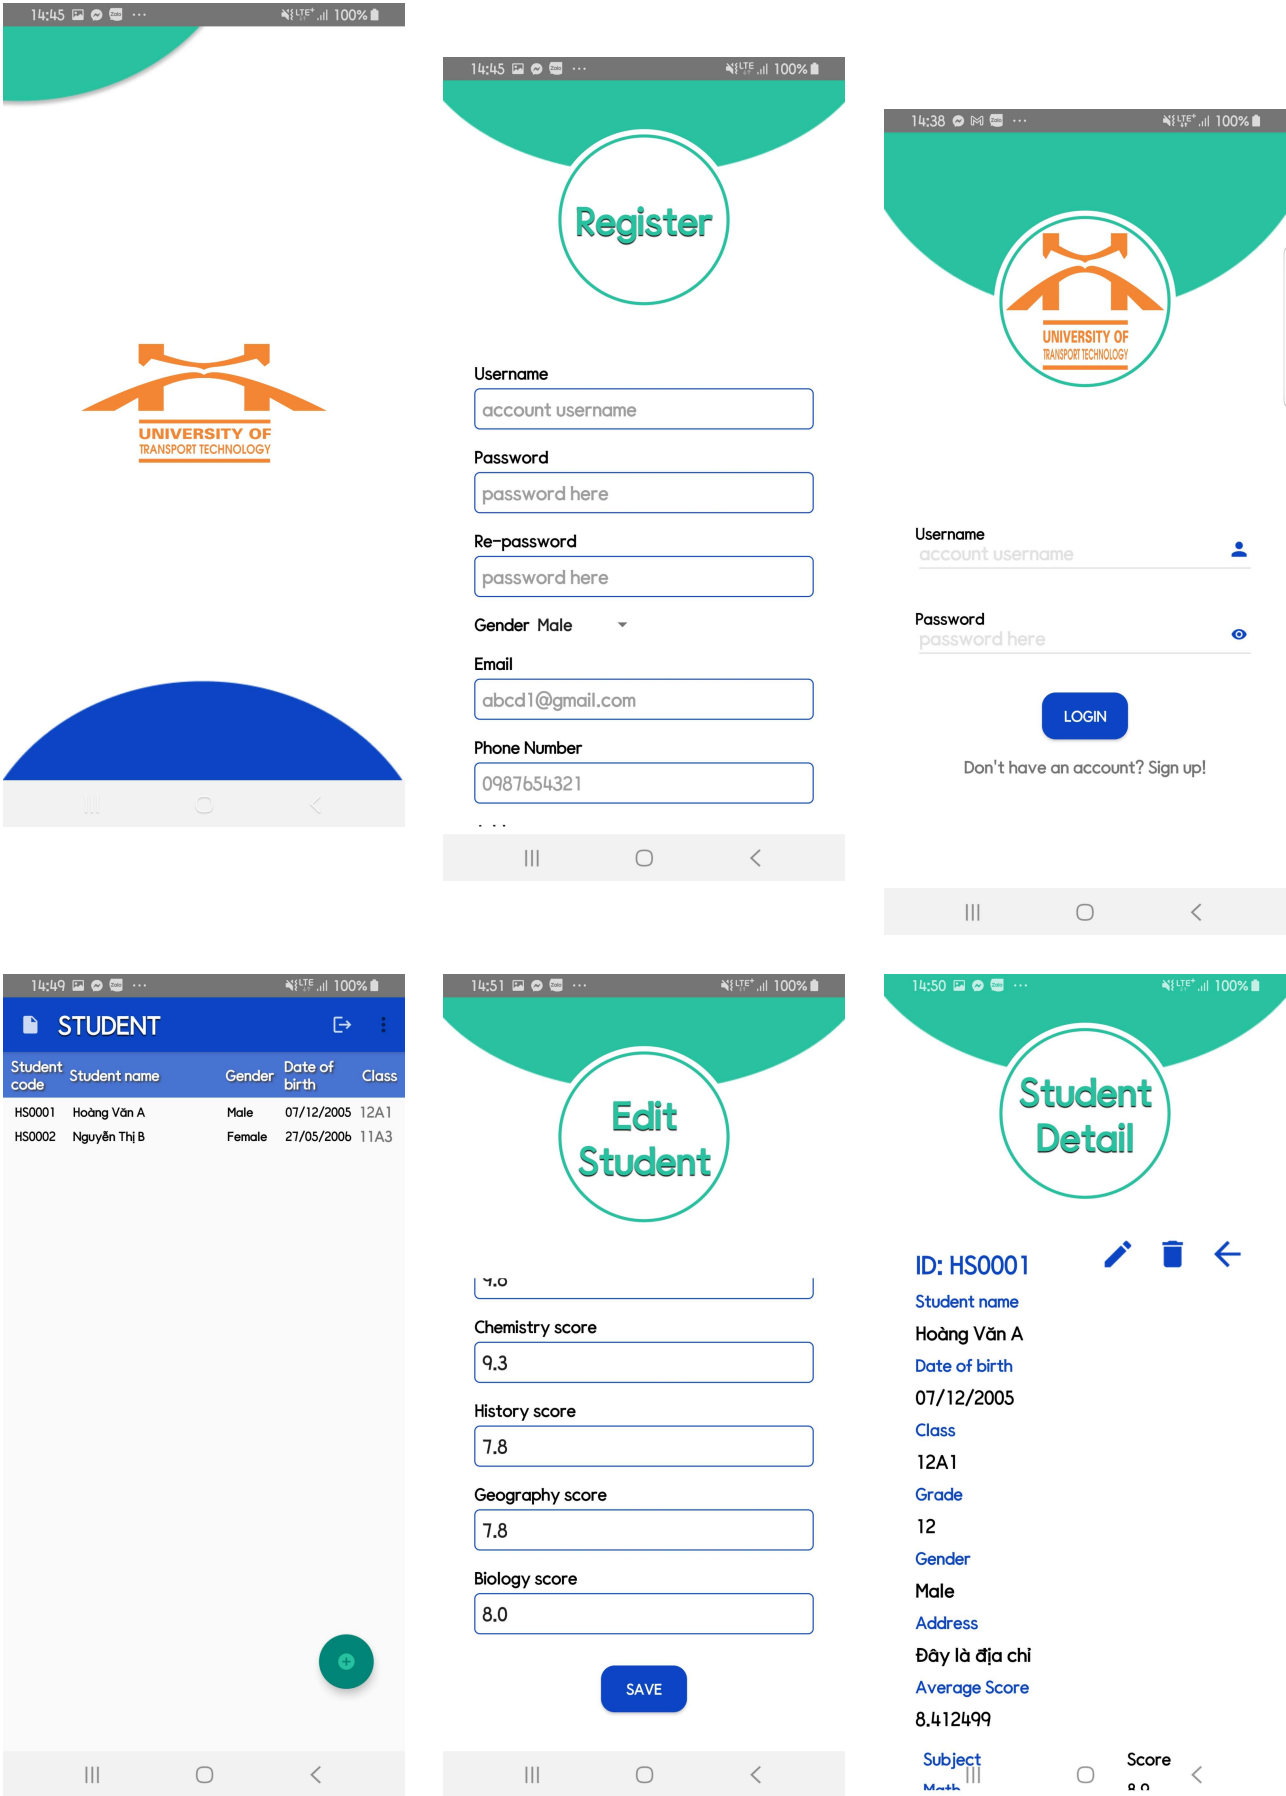 14:45 ··· LTE+ 100%
UNIVERSITY OF
TRANSPORT TECHNOLOGY
14:45 ··· LTE 100%
Register
Username
account username
Password
password here
Re-password
password here
Gender Male
Email
abcd1@gmail.com
Phone Number
0987654321
14:38 ··· LTE+ 100%
UNIVERSITY OF
TRANSPORT TECHNOLOGY
Username
account username
Password
password here
LOGIN
Don't have an account? Sign up!
14:49 ··· LTE 100%
STUDENT
Student code Student name Gender Date of birth Class
HS0001 Hoàng Văn A Male 07/12/2005 12A1
HS0002 Nguyễn Thị B Female 27/05/2006 11A3
14:51 ··· LTE+ 100%
Edit
Student
Chemistry score
9.3
History score
7.8
Geography score
7.8
Biology score
8.0
SAVE
14:50 ··· LTE+ 100%
Student
Detail
ID: HS0001
Student name
Hoàng Văn A
Date of birth
07/12/2005
Class
12A1
Grade
12
Gender
Male
Address
Đây là địa chỉ
Average Score
8.412499
Subject Score
Math